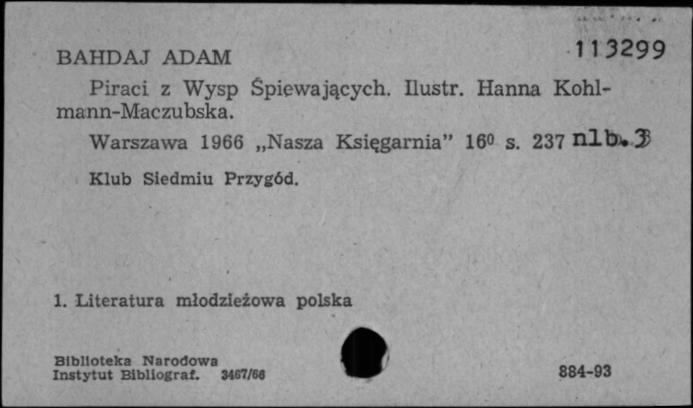 BAHDAJ ADAM 113299
Piraci z Wysp Śpiewających. Ilustr. Hanna Kohl-
mann-Maczubska.
Warszawa 1966 „Nasza Księgarnia” 16⁰ s. 237 nlb. 3
Klub Siedmiu Przygód.
1. Literatura młodzieżowa polska
Biblioteka Narodowa
Instytut Bibliograf. 3467/66 884-93